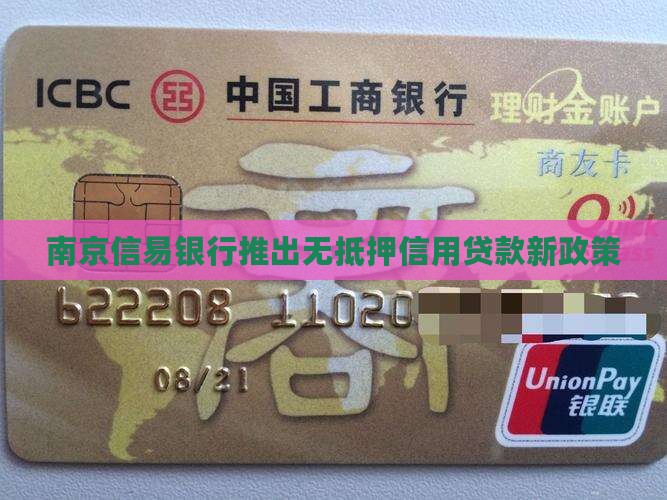 ICBC 中国工商银行 理财金账户
商友卡
Quick
南京信易银行推出无抵押信用贷款新政策
622208 11020
08/21
商
UnionPay
银联